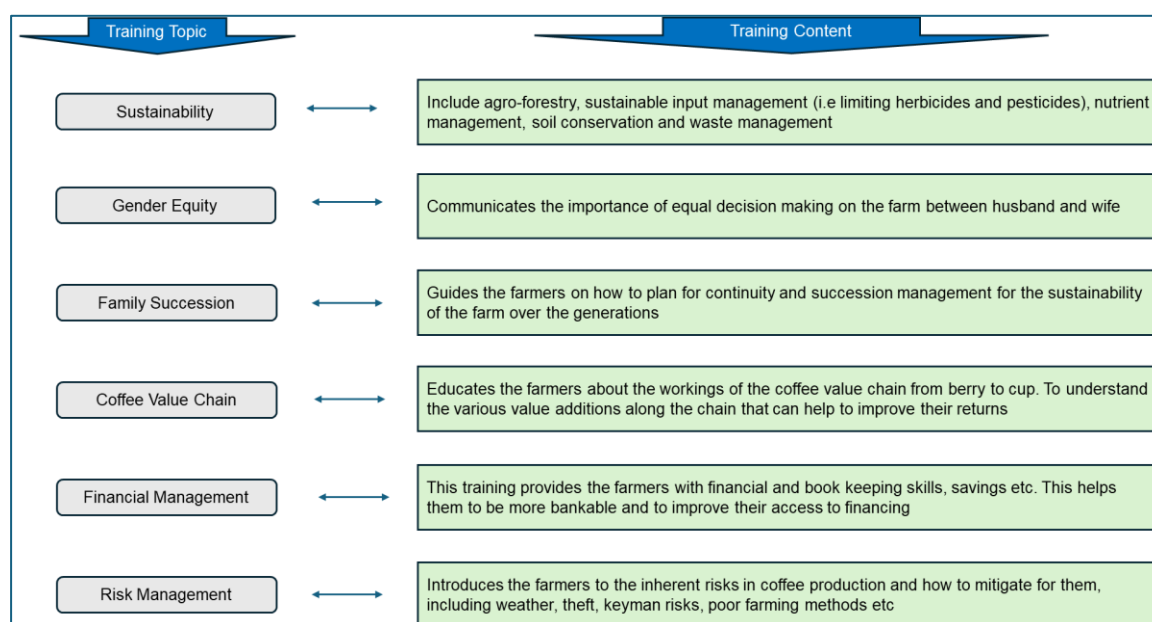 Training Topic
Training Content
Sustainability
Include agro-forestry, sustainable input management (i.e limiting herbicides and pesticides), nutrient
management, soil conservation and waste management
Gender Equity
Communicates the importance of equal decision making on the farm between husband and wife
Family Succession
Guides the farmers on how to plan for continuity and succession management for the sustainability
of the farm over the generations
Coffee Value Chain
Educates the farmers about the workings of the coffee value chain from berry to cup. To understand
the various value additions along the chain that can help to improve their returns
Financial Management
This training provides the farmers with financial and book keeping skills, savings etc. This helps
them to be more bankable and to improve their access to financing
Risk Management
Introduces the farmers to the inherent risks in coffee production and how to mitigate for them,
including weather, theft, keyman risks, poor farming methods etc